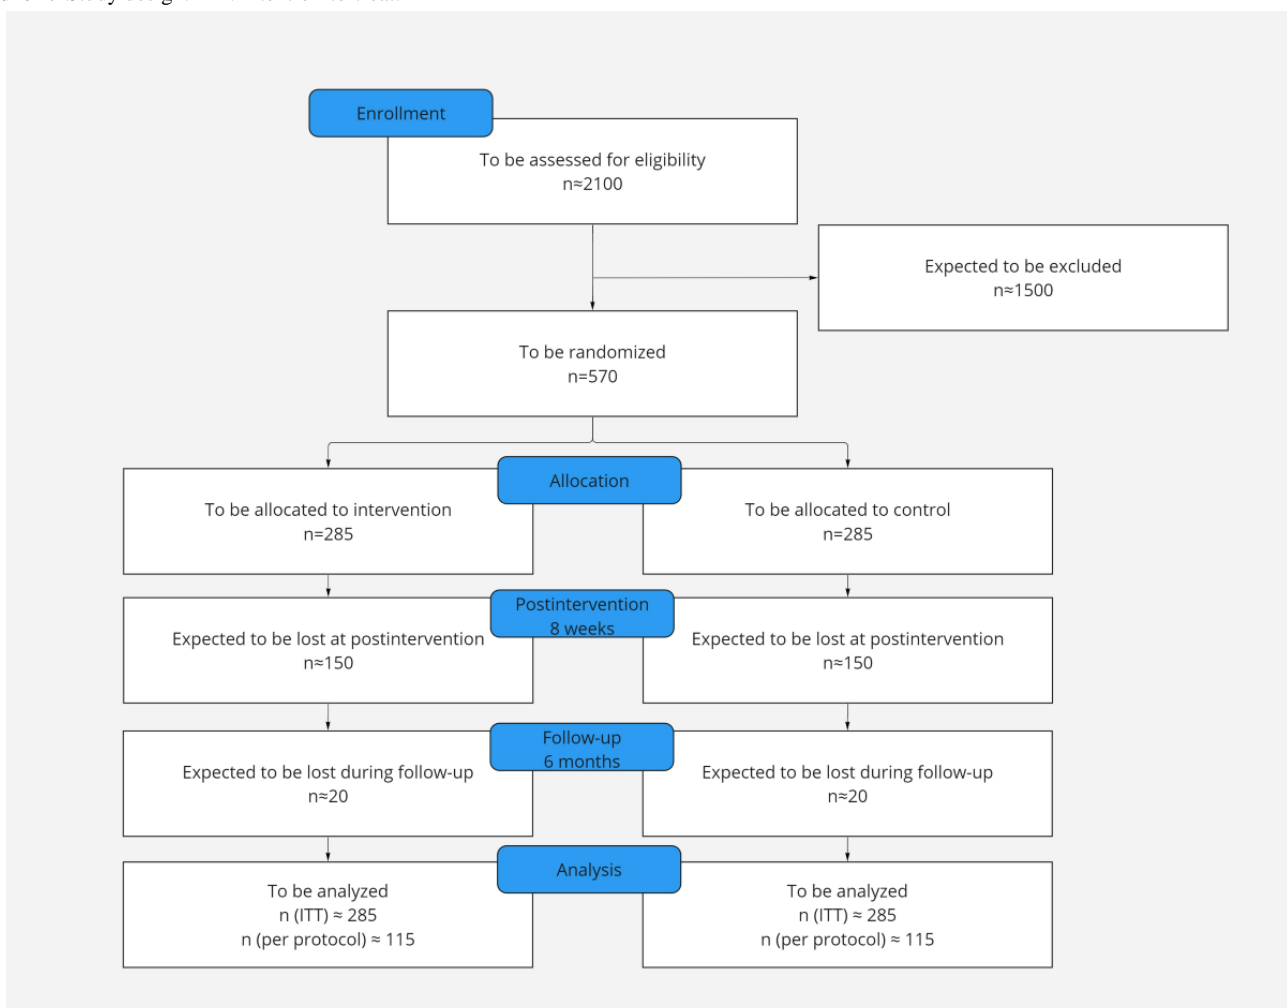 Enrollment
To be assessed for eligibility
n≈2100
Expected to be excluded
n≈1500
To be randomized
n=570
Allocation
To be allocated to intervention
n=285
To be allocated to control
n=285
Postintervention
8 weeks
Expected to be lost at postintervention
n≈150
Expected to be lost at postintervention
n≈150
Follow-up
6 months
Expected to be lost during follow-up
n≈20
Expected to be lost during follow-up
n≈20
Analysis
To be analyzed
n (ITT) ≈ 285
n (per protocol) ≈ 115
To be analyzed
n (ITT) ≈ 285
n (per protocol) ≈ 115